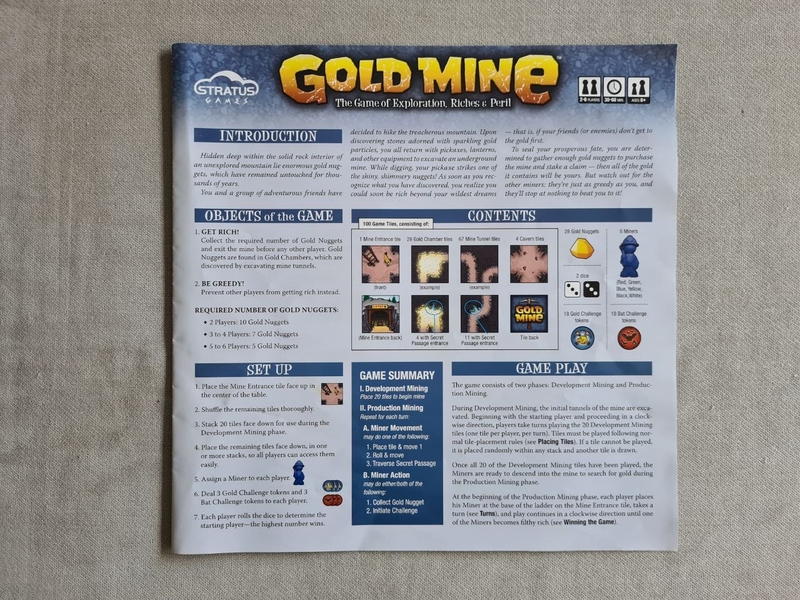 STRATUS
GAMES
GOLD MINE
The Game of Exploration, Riches & Peril
2-6 PLAYERS
30-60 MIN.
AGES 8+
INTRODUCTION
Hidden deep within the solid rock interior of
an unexplored mountain lie enormous gold nug-
gets, which have remained untouched for thou-
sands of years.
You and a group of adventurous friends have
decided to hike the treacherous mountain. Upon
discovering stones adorned with sparkling gold
particles, you all return with pickaxes, lanterns,
and other equipment to excavate an underground
mine. While digging, your pickaxe strikes one of
the shiny, shimmery nuggets! As soon as you rec-
ognize what you have discovered, you realize you
could soon be rich beyond your wildest dreams
— that is, if your friends (or enemies) don't get to
the gold first.
To seal your prosperous fate, you are deter-
mined to gather enough gold nuggets to purchase
the mine and stake a claim — then all of the gold
it contains will be yours. But watch out for the
other miners: they're just as greedy as you, and
they'll stop at nothing to beat you to it!
OBJECTS of the GAME
1. GET RICH!
Collect the required number of Gold Nuggets
and exit the mine before any other player. Gold
Nuggets are found in Gold Chambers, which are
discovered by excavating mine tunnels.
2. BE GREEDY!
Prevent other players from getting rich instead.
REQUIRED NUMBER OF GOLD NUGGETS:
• 2 Players: 10 Gold Nuggets
• 3 to 4 Players: 7 Gold Nuggets
• 5 to 6 Players: 5 Gold Nuggets
CONTENTS
100 Game Tiles, consisting of:
1 Mine Entrance tile
28 Gold Chamber tiles
67 Mine Tunnel tiles
4 Cavern tiles
(front)
(example)
(example)
(Mine Entrance back)
4 with Secret
Passage entrance
11 with Secret
Passage entrance
GOLD
MINE
Tile back
28 Gold Nuggets
6 Miners
(Red, Green,
Blue, Yellow,
Black, White)
2 dice
18 Gold Challenge
tokens
18 Bat Challenge
tokens
SET UP
1. Place the Mine Entrance tile face up in
the center of the table.
2. Shuffle the remaining tiles thoroughly.
3. Stack 20 tiles face down for use during the
Development Mining phase.
4. Place the remaining tiles face down, in one
or more stacks, so all players can access them
easily.
5. Assign a Miner to each player.
6. Deal 3 Gold Challenge tokens and 3
Bat Challenge tokens to each player.
7. Each player rolls the dice to determine the
starting player—the highest number wins.
GAME SUMMARY
I. Development Mining
Place 20 tiles to begin mine
II. Production Mining
Repeat for each turn:
A. Miner Movement
may do one of the following:
1. Place tile & move 1
2. Roll & move
3. Traverse Secret Passage
B. Miner Action
may do either/both of the
following:
1. Collect Gold Nugget
2. Initiate Challenge
GAME PLAY
The game consists of two phases: Development Mining and Produc-
tion Mining.
During Development Mining, the initial tunnels of the mine are exca-
vated. Beginning with the starting player and proceeding in a clock-
wise direction, players take turns playing the 20 Development Mining
tiles (one tile per player, per turn). Tiles must be played following nor-
mal tile-placement rules (see Placing Tiles). If a tile cannot be played,
it is placed randomly within any stack and another tile is drawn.
Once all 20 of the Development Mining tiles have been played, the
Miners are ready to descend into the mine to search for gold during
the Production Mining phase.
At the beginning of the Production Mining phase, each player places
his Miner at the base of the ladder on the Mine Entrance tile, takes a
turn (see Turns), and play continues in a clockwise direction until one
of the Miners becomes filthy rich (see Winning the Game).